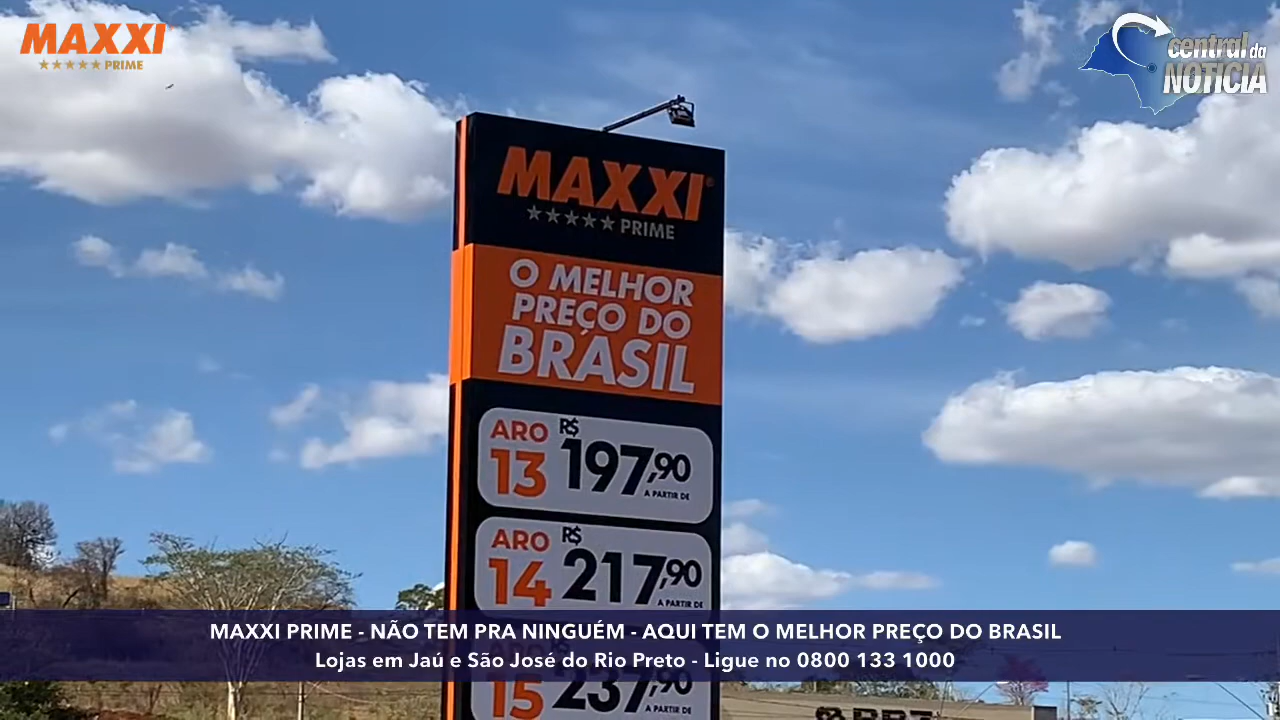 MAXXI
PRIME
central da
NOTÍCIA
MAXXI®
PRIME
O MELHOR
PREÇO DO
BRASIL
ARO 13 R$ 197,90
A PARTIR DE
ARO 14 R$ 217,90
A PARTIR DE
MAXXI PRIME - NÃO TEM PRA NINGUÉM - AQUI TEM O MELHOR PREÇO DO BRASIL
Lojas em Jaú e São José do Rio Preto - Ligue no 0800 133 1000
15 237,90
A PARTIR DE